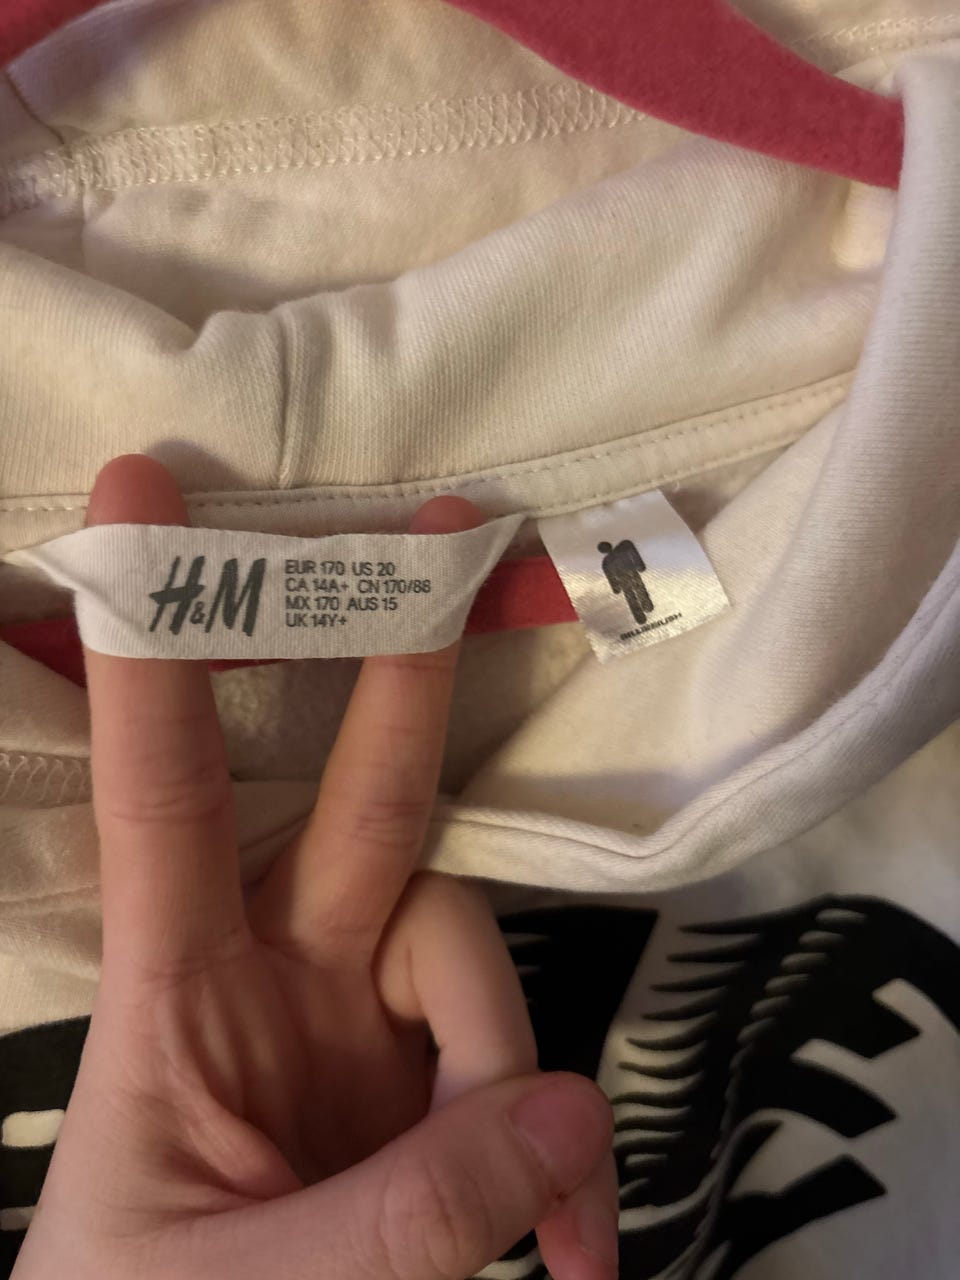 H&M
EUR 170 US 20
CA 14A+ CN 170/88
MX 170 AUS 15
UK 14Y+